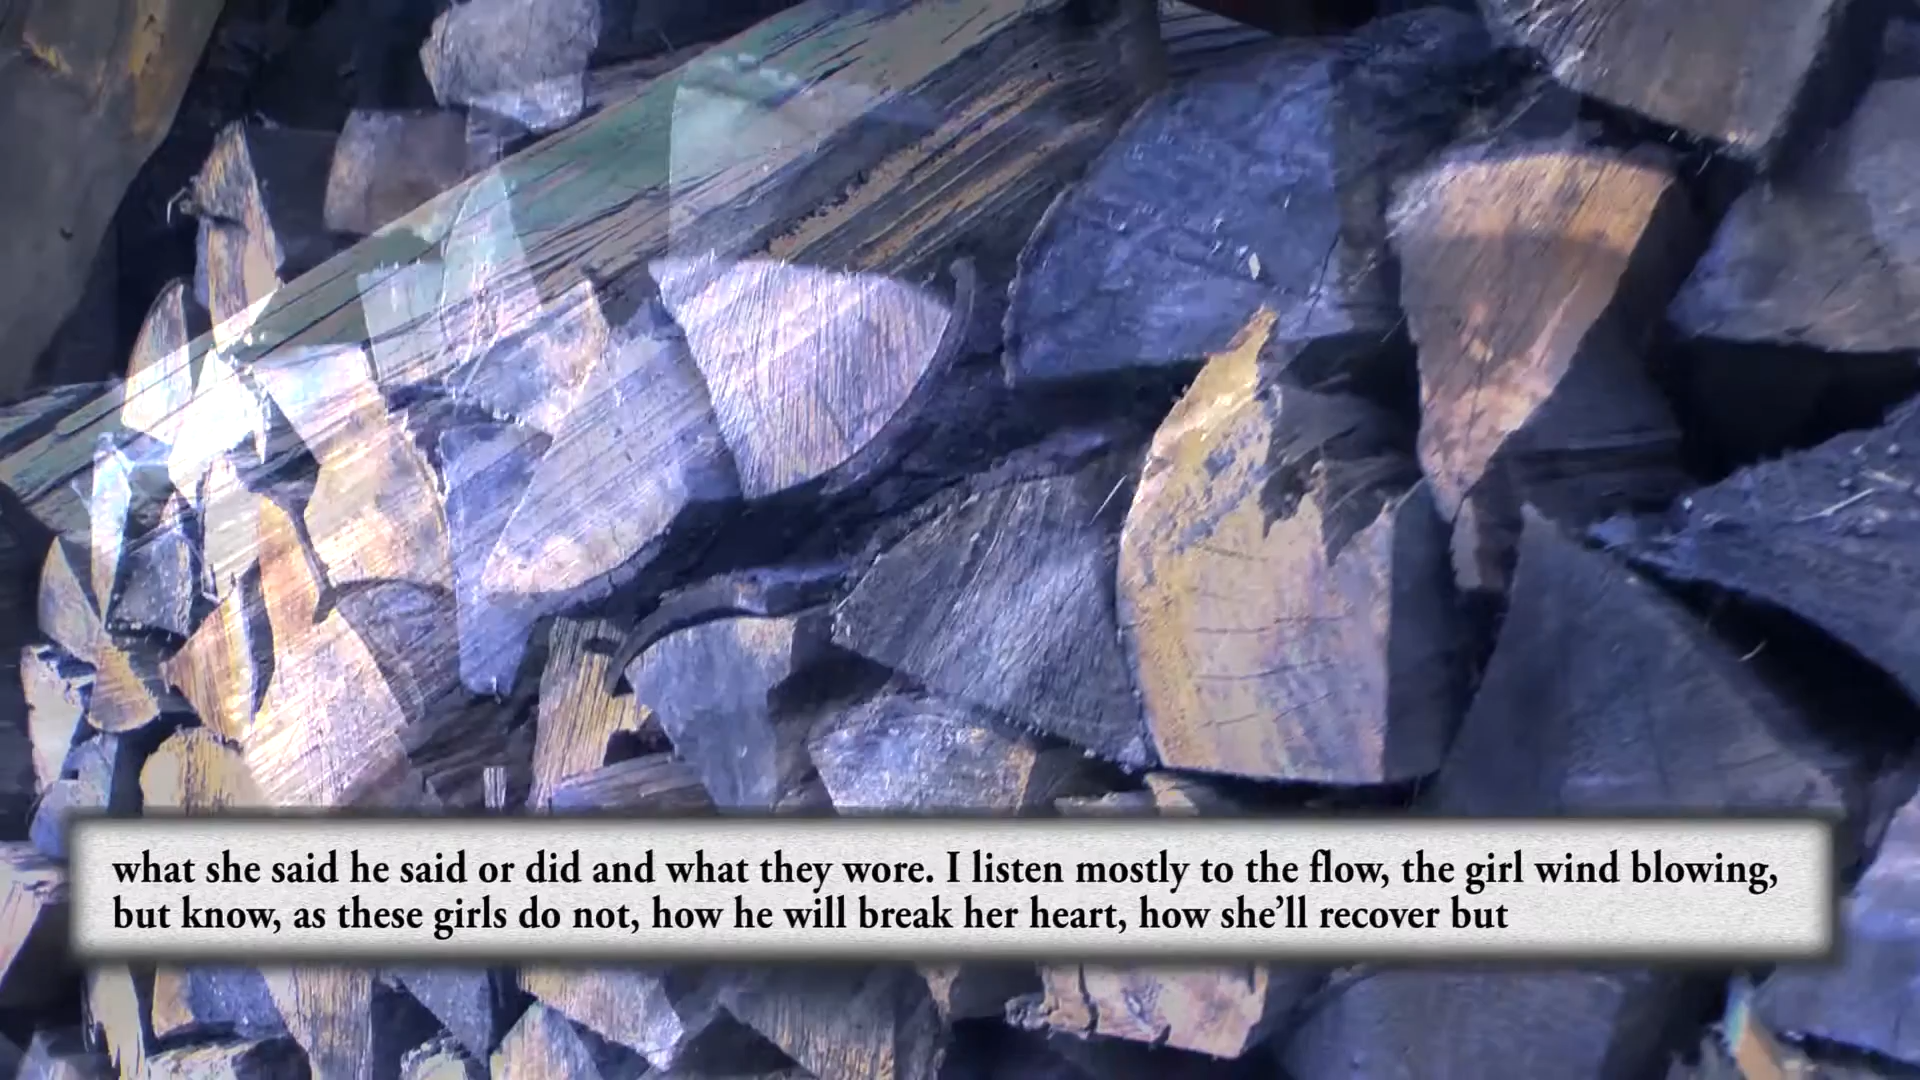 what she said he said or did and what they wore. I listen mostly to the flow, the girl wind blowing,
but know, as these girls do not, how he will break her heart, how she’ll recover but